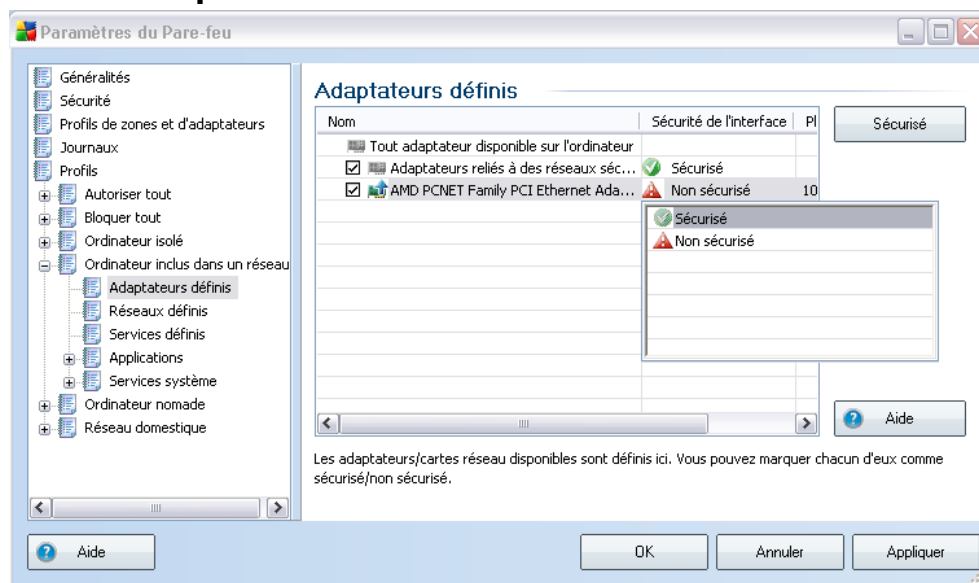 Paramètres du Pare-feu
Généralités
Sécurité
Profils de zones et d'adaptateurs
Journaux
Profils
Autoriser tout
Bloquer tout
Ordinateur isolé
Ordinateur inclus dans un réseau
Adaptateurs définis
Réseaux définis
Services définis
Applications
Services système
Ordinateur nomade
Réseau domestique
Adaptateurs définis
Nom Sécurité de l'interface Pl
Tout adaptateur disponible sur l'ordinateur
Adaptateurs reliés à des réseaux séc... Sécurisé
AMD PCNET Family PCI Ethernet Ada... Non sécurisé 10
Sécurisé
Non sécurisé
Sécurisé
Aide
Les adaptateurs/cartes réseau disponibles sont définis ici. Vous pouvez marquer chacun d'eux comme
sécurisé/non sécurisé.
Aide
OK
Annuler
Appliquer